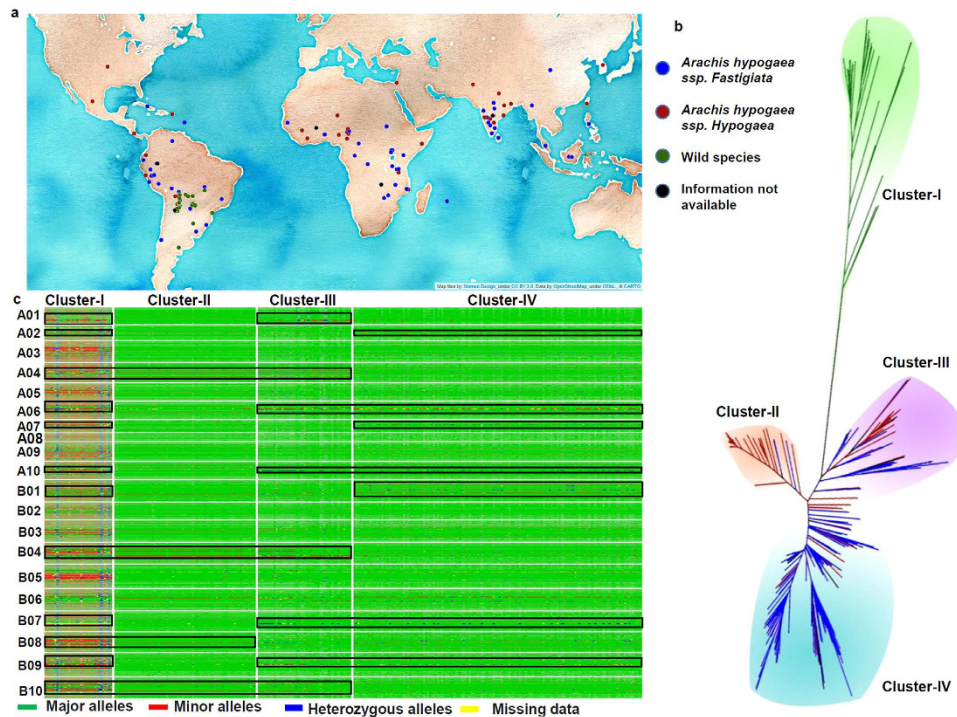 a
Arachis hypogaea
ssp. Fastigiata
Arachis hypogaea
ssp. Hypogaea
Wild species
Information not
available
b
Cluster-I
Cluster-III
Cluster-II
Cluster-IV
c
Cluster-I Cluster-II Cluster-III Cluster-IV
A01
A02
A03
A04
A05
A06
A07
A08
A09
A10
B01
B02
B03
B04
B05
B06
B07
B08
B09
B10
Major alleles Minor alleles Heterozygous alleles Missing data